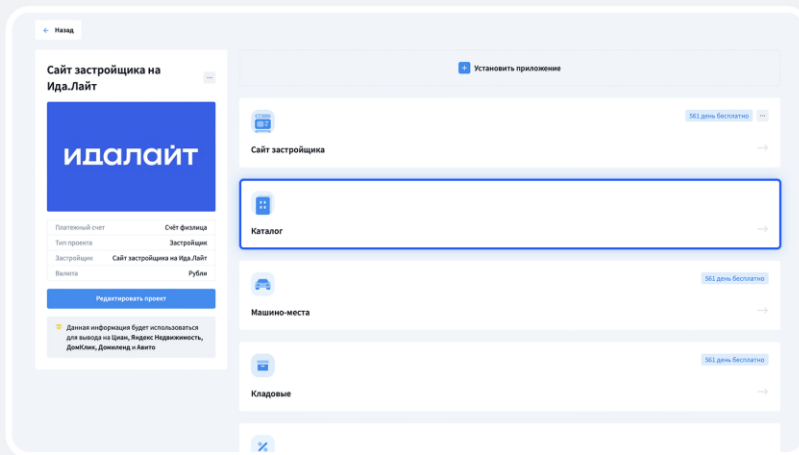 Назад
Сайт застройщика на
Ида.Лайт
идалайт
Платежный счет Счёт физлица
Тип проекта Застройщик
Застройщик Сайт застройщика на Ида.Лайт
Валюта Рубли
Редактировать проект
Данная информация будет использоваться
для вывода на Циан, Яндекс Недвижимость,
ДомКлик, Домиленд и Авито
Установить приложение
561 день бесплатно
Сайт застройщика
Каталог
561 день бесплатно
Машино-места
561 день бесплатно
Кладовые